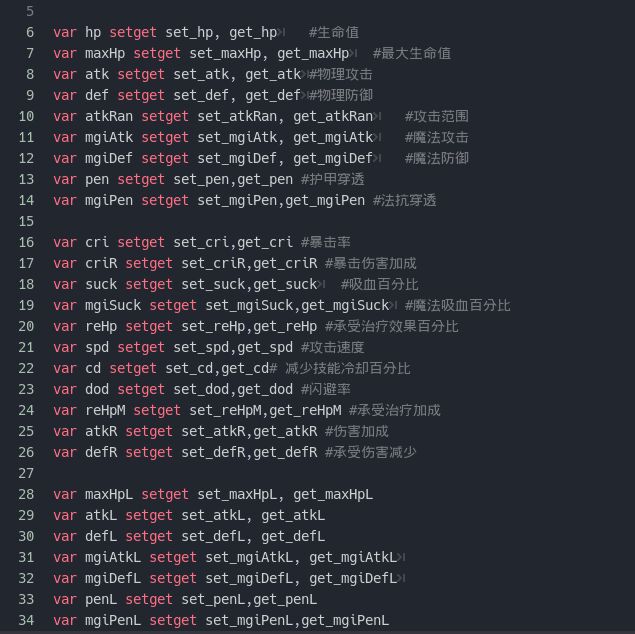 5
6 var hp setget set_hp, get_hp #生命值
7 var maxHp setget set_maxHp, get_maxHp #最大生命值
8 var atk setget set_atk, get_atk #物理攻击
9 var def setget set_def, get_def #物理防御
10 var atkRan setget set_atkRan, get_atkRan #攻击范围
11 var mgiAtk setget set_mgiAtk, get_mgiAtk #魔法攻击
12 var mgiDef setget set_mgiDef, get_mgiDef #魔法防御
13 var pen setget set_pen,get_pen #护甲穿透
14 var mgiPen setget set_mgiPen,get_mgiPen #法抗穿透
15
16 var cri setget set_cri,get_cri #暴击率
17 var criR setget set_criR,get_criR #暴击伤害加成
18 var suck setget set_suck,get_suck #吸血百分比
19 var mgiSuck setget set_mgiSuck,get_mgiSuck #魔法吸血百分比
20 var reHp setget set_reHp,get_reHp #承受治疗效果百分比
21 var spd setget set_spd,get_spd #攻击速度
22 var cd setget set_cd,get_cd# 减少技能冷却百分比
23 var dod setget set_dod,get_dod #闪避率
24 var reHpM setget set_reHpM,get_reHpM #承受治疗加成
25 var atkR setget set_atkR,get_atkR #伤害加成
26 var defR setget set_defR,get_defR #承受伤害减少
27
28 var maxHpL setget set_maxHpL, get_maxHpL
29 var atkL setget set_atkL, get_atkL
30 var defL setget set_defL, get_defL
31 var mgiAtkL setget set_mgiAtkL, get_mgiAtkL
32 var mgiDefL setget set_mgiDefL, get_mgiDefL
33 var penL setget set_penL,get_penL
34 var mgiPenL setget set_mgiPenL,get_mgiPenL